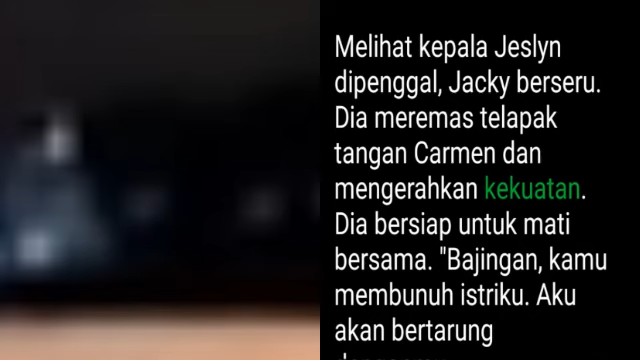 Melihat kepala Jeslyn
dipenggal, Jacky berseru.
Dia meremas telapak
tangan Carmen dan
mengerahkan kekuatan.
Dia bersiap untuk mati
bersama. "Bajingan, kamu
membunuh istriku. Aku
akan bertarung